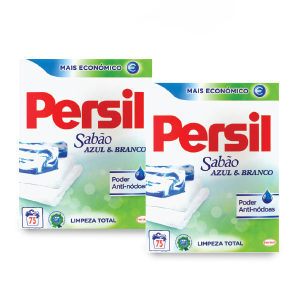 MAIS ECONÓMICO
Persil
Sabão
AZUL & BRANCO
Poder
Anti-nódoas
75
LIMPEZA TOTAL
MAIS ECONÓMICO
Persil
Sabão
AZUL & BRANCO
Poder
Anti-nódoas
75
LIMPEZA TOTAL